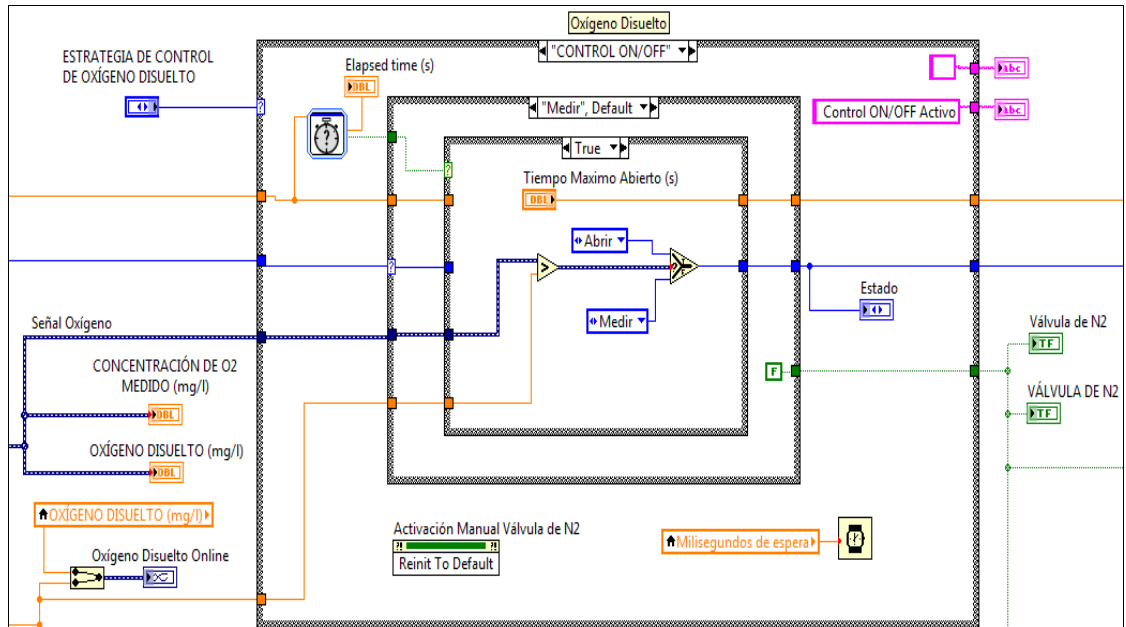 Oxígeno Disuelto
"CONTROL ON/OFF"
ESTRATEGIA DE CONTROL
DE OXÍGENO DISUELTO
Elapsed time (s)
DBL
?
abc
"Medir", Default
Control ON/OFF Activo
abc
?
True
?
Tiempo Maximo Abierto (s)
DBL
Abrir
?
>
?
T
F
Medir
Estado
Señal Oxígeno
Válvula de N2
TF
CONCENTRACIÓN DE O2
MEDIDO (mg/l)
DBL
F
VÁLVULA DE N2
TF
OXÍGENO DISUELTO (mg/l)
DBL
OXÍGENO DISUELTO (mg/l)
Activación Manual Válvula de N2
?! ?!
Reinit To Default
Milisegundos de espera
Oxígeno Disuelto Online